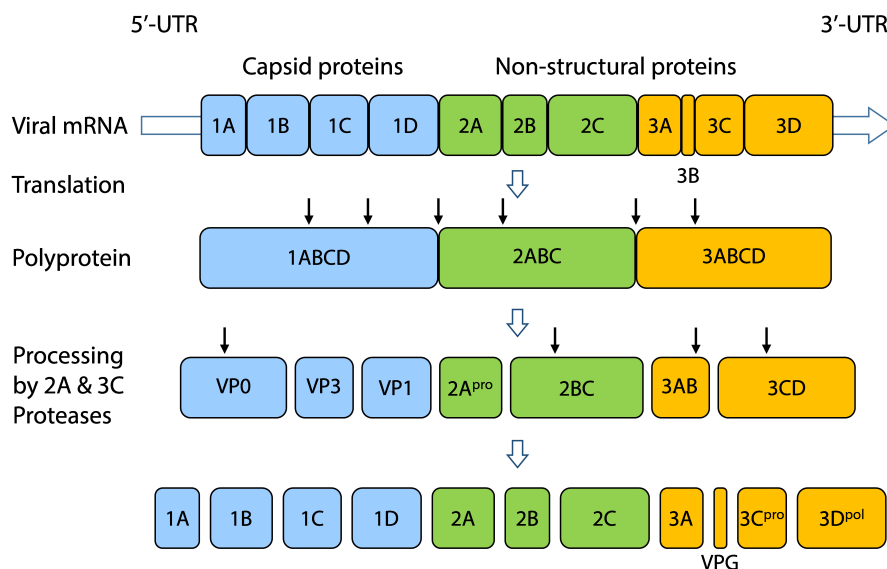 5′-UTR 3′-UTR
Capsid proteins Non-structural proteins
Viral mRNA 1A 1B 1C 1D 2A 2B 2C 3A 3C 3D
3B
Translation
Polyprotein 1ABCD 2ABC 3ABCD
Processing
by 2A & 3C
Proteases
VP0 VP3 VP1 2Apro 2BC 3AB 3CD
1A 1B 1C 1D 2A 2B 2C 3A 3Cpro 3Dpol
VPG